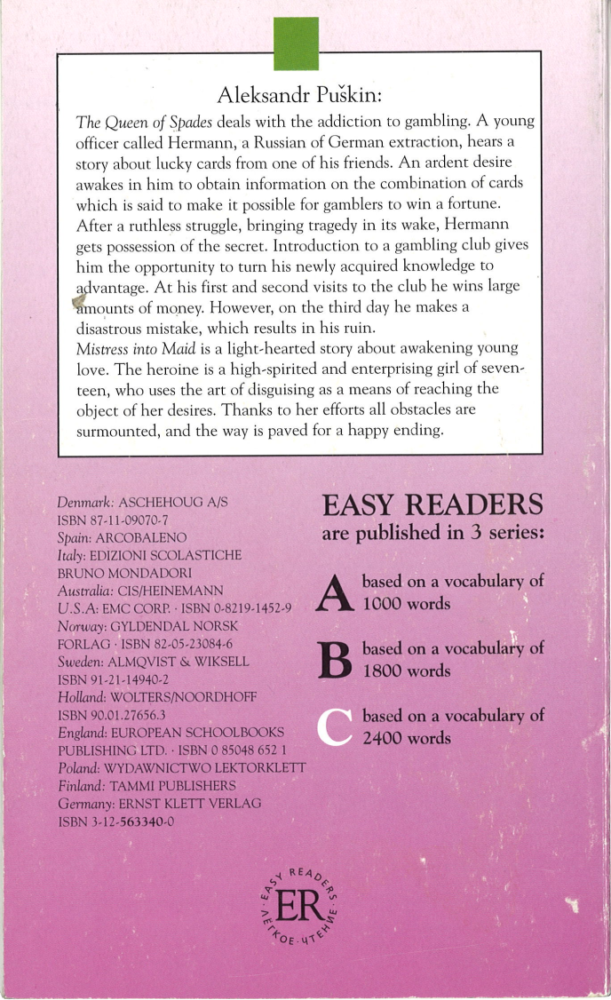 Aleksandr Puškin:
The Queen of Spades deals with the addiction to gambling. A young
officer called Hermann, a Russian of German extraction, hears a
story about lucky cards from one of his friends. An ardent desire
awakes in him to obtain information on the combination of cards
which is said to make it possible for gamblers to win a fortune.
After a ruthless struggle, bringing tragedy in its wake, Hermann
gets possession of the secret. Introduction to a gambling club gives
him the opportunity to turn his newly acquired knowledge to
advantage. At his first and second visits to the club he wins large
amounts of money. However, on the third day he makes a
disastrous mistake, which results in his ruin.
Mistress into Maid is a light-hearted story about awakening young
love. The heroine is a high-spirited and enterprising girl of seven-
teen, who uses the art of disguising as a means of reaching the
object of her desires. Thanks to her efforts all obstacles are
surmounted, and the way is paved for a happy ending.
Denmark: ASCHEHOUG A/S
ISBN 87-11-09070-7
Spain: ARCOBALENO
Italy: EDIZIONI SCOLASTICHE
BRUNO MONDADORI
Australia: CIS/HEINEMANN
U.S.A: EMC CORP. · ISBN 0-8219-1452-9
Norway: GYLDENDAL NORSK
FORLAG · ISBN 82-05-23084-6
Sweden: ALMQVIST & WIKSELL
ISBN 91-21-14940-2
Holland: WOLTERS/NOORDHOFF
ISBN 90.01.27656.3
England: EUROPEAN SCHOOLBOOKS
PUBLISHING LTD. · ISBN 0 85048 652 1
Poland: WYDAWNICTWO LEKTORKLETT
Finland: TAMMI PUBLISHERS
Germany: ERNST KLETT VERLAG
ISBN 3-12-563340-0
EASY READERS
are published in 3 series:
A based on a vocabulary of
1000 words
B based on a vocabulary of
1800 words
C based on a vocabulary of
2400 words
· EASY READERS ·
ER
ЛЕГКОЕ · ЧТЕНИЕ